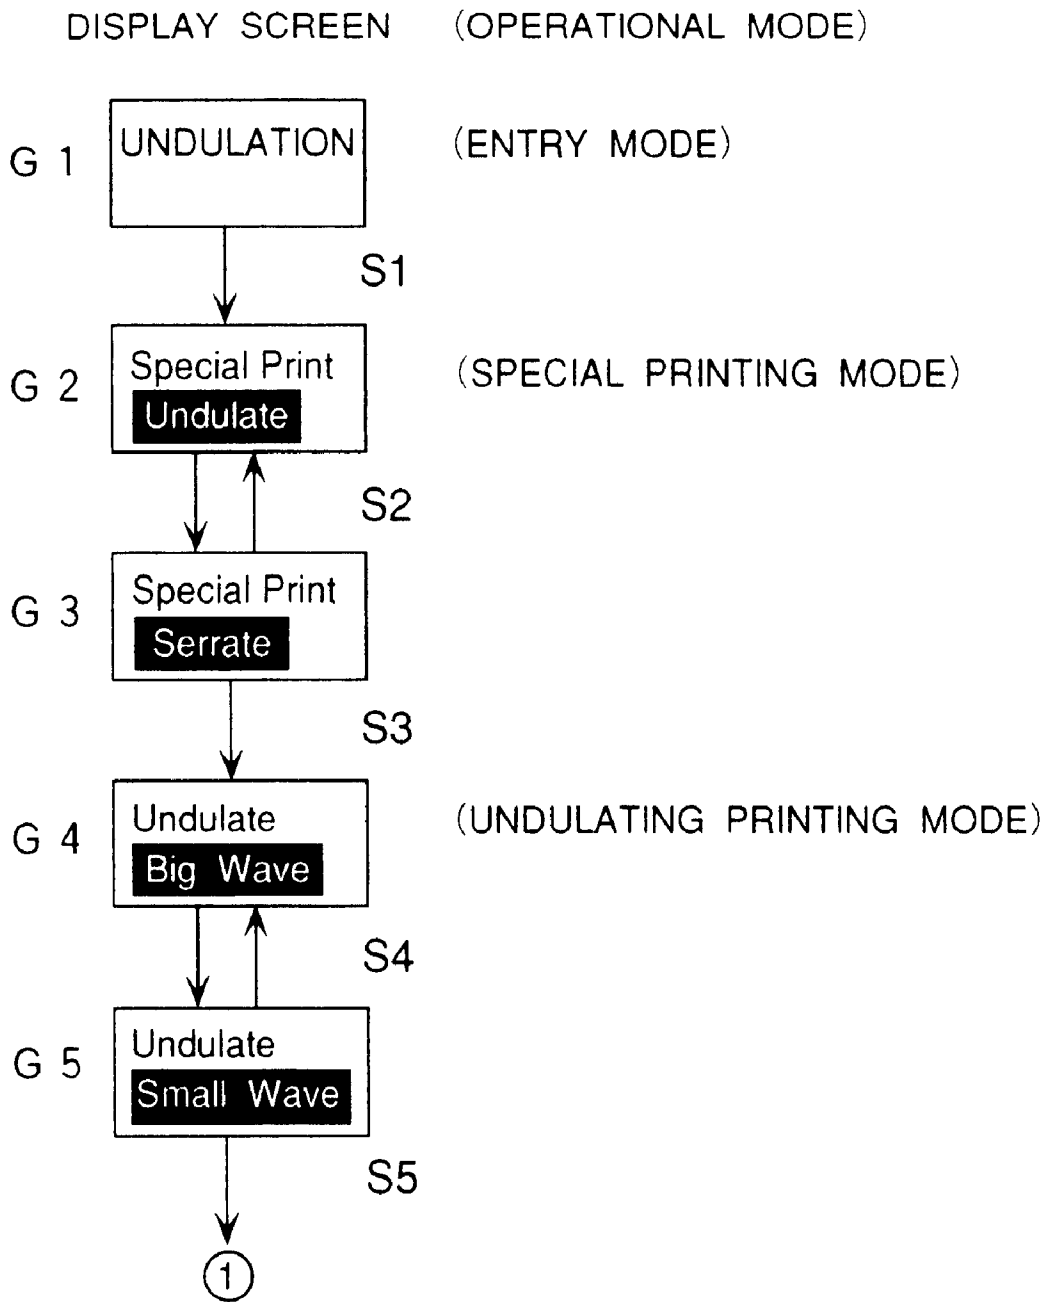 DISPLAY SCREEN (OPERATIONAL MODE)
G 1 UNDULATION (ENTRY MODE)
S1
Special Print
G 2 (SPECIAL PRINTING MODE)
Undulate
S2
Special Print
G 3
Serrate
S3
Undulate (UNDULATING PRINTING MODE)
G 4
Big Wave
S4
Undulate
G 5
Small Wave
S5
1